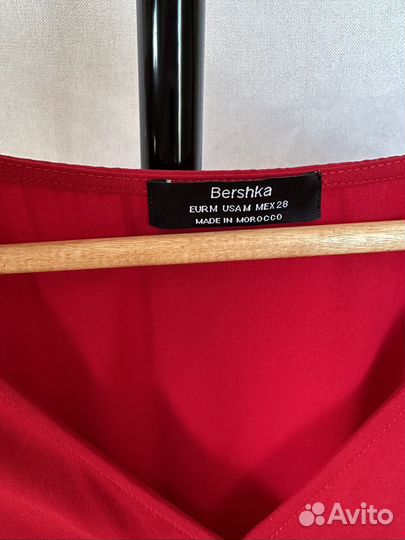 Bershka
EUR M USA M MEX 28
MADE IN MOROCCO
Avito